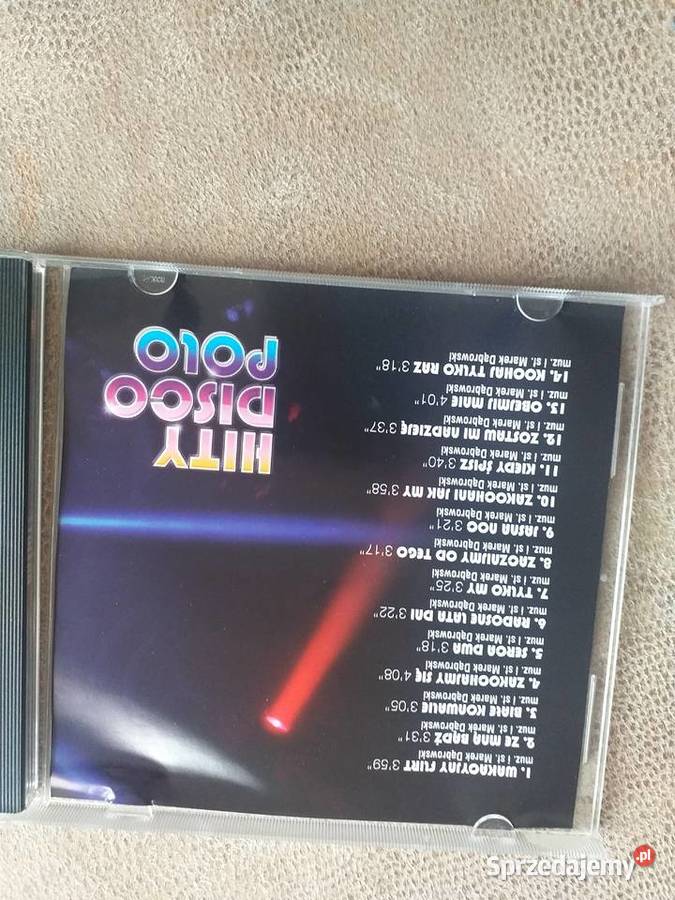 HITY
DISCO
POLO
1. WAKACYJNY FLIRT 3'59"
muz. i sł. Marek Dąbrowski
2. ZE MNĄ BĄDŹ 3'31"
muz. i sł. Marek Dąbrowski
3. BIAŁE KONWALIE 3'05"
muz. i sł. Marek Dąbrowski
4. ZAKOCHAJMY SIĘ 4'08"
muz. i sł. Marek Dąbrowski
5. SERCA DWA 3'18"
muz. i sł. Marek Dąbrowski
6. RADOSNE LATA DNI 3'22"
muz. i sł. Marek Dąbrowski
7. TYLKO MY 3'25"
muz. i sł. Marek Dąbrowski
8. ZACZNIJMY OD TEGO 3'17"
muz. i sł. Marek Dąbrowski
9. JASNA NOC 3'21"
muz. i sł. Marek Dąbrowski
10. ZAKOCHANI JAK MY 3'58"
muz. i sł. Marek Dąbrowski
11. KIEDY ŚPISZ 3'40"
muz. i sł. Marek Dąbrowski
12. ZOSTAW MI NADZIEJĘ 3'37"
muz. i sł. Marek Dąbrowski
13. OBEJMIJ MNIE 4'01"
muz. i sł. Marek Dąbrowski
14. KOCHAJ TYLKO RAZ 3'18"
muz. i sł. Marek Dąbrowski
Sprzedajemy.pl